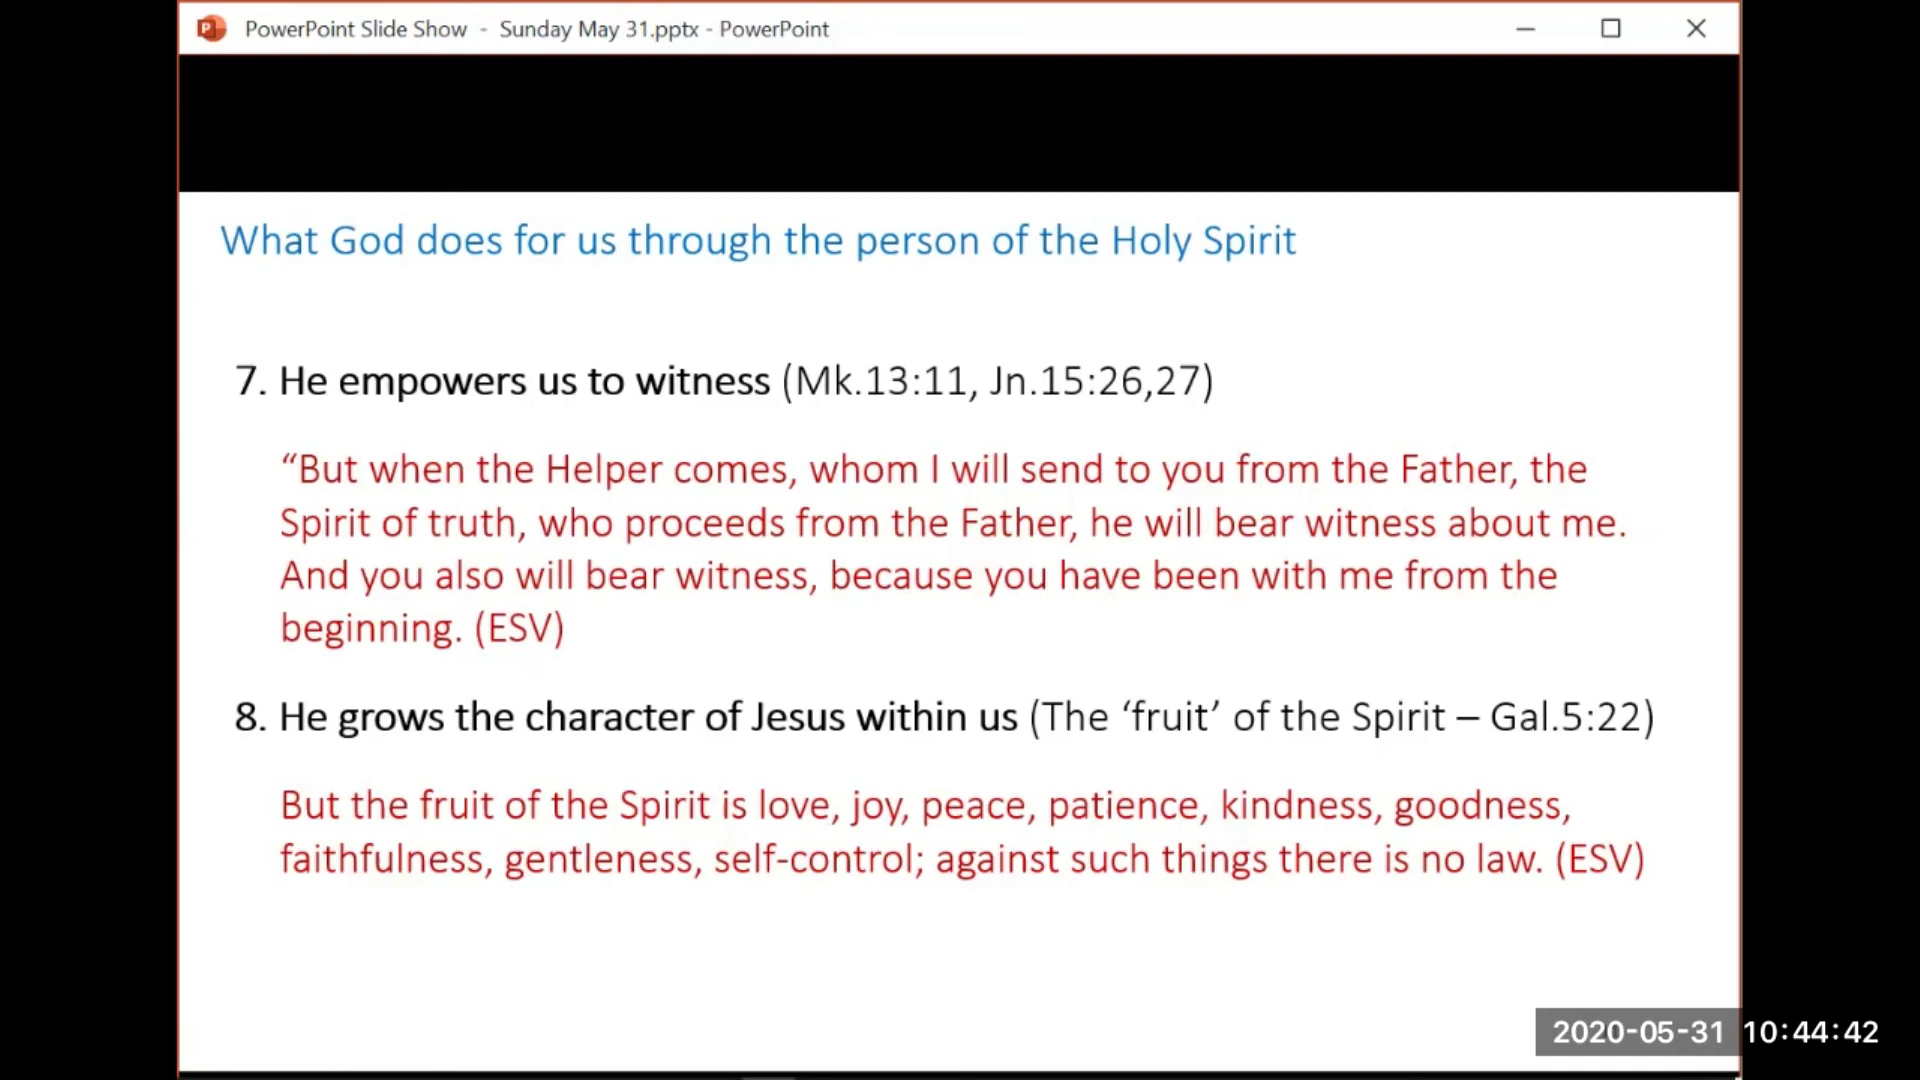 PowerPoint Slide Show - Sunday May 31.pptx - PowerPoint
What God does for us through the person of the Holy Spirit
7. He empowers us to witness (Mk.13:11, Jn.15:26,27)
“But when the Helper comes, whom I will send to you from the Father, the
Spirit of truth, who proceeds from the Father, he will bear witness about me.
And you also will bear witness, because you have been with me from the
beginning. (ESV)
8. He grows the character of Jesus within us (The ‘fruit’ of the Spirit – Gal.5:22)
But the fruit of the Spirit is love, joy, peace, patience, kindness, goodness,
faithfulness, gentleness, self-control; against such things there is no law. (ESV)
2020-05-31 10:44:42